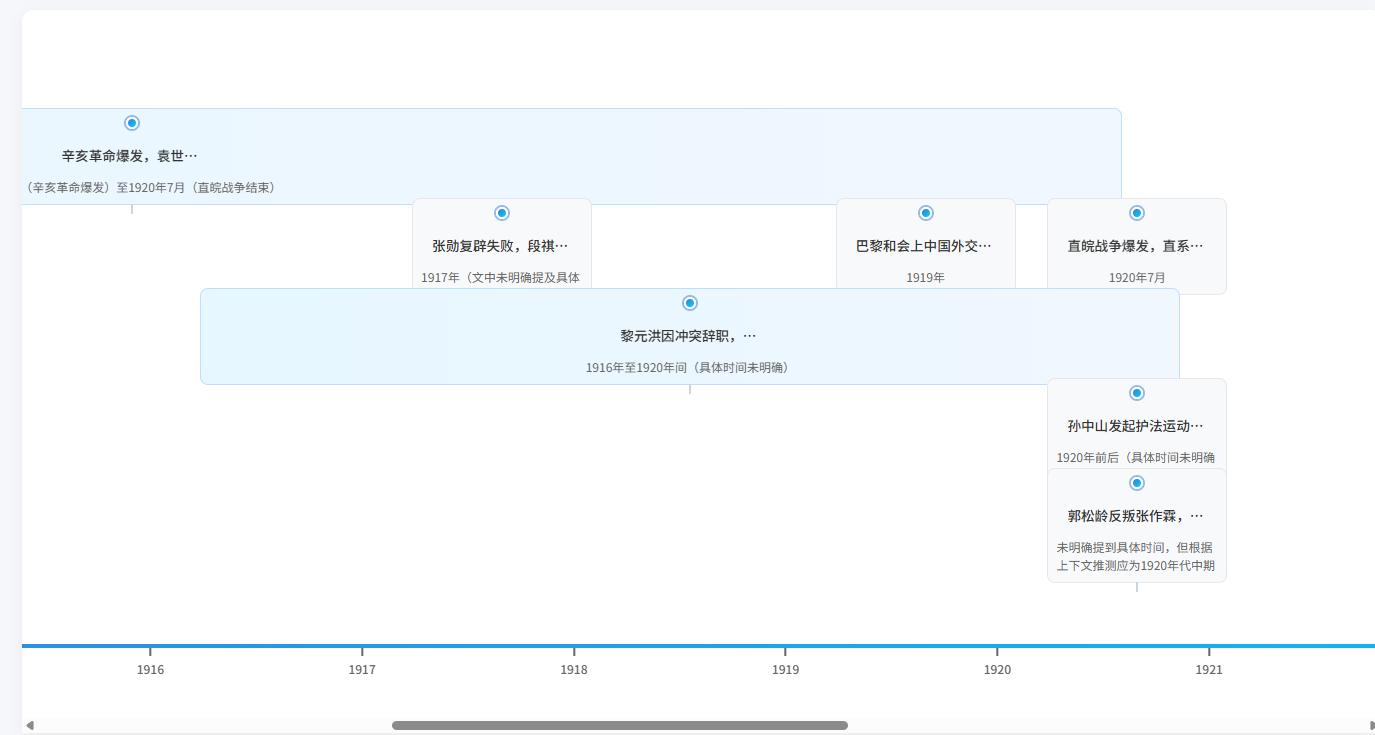 辛亥革命爆发，袁世…
（辛亥革命爆发）至1920年7月（直皖战争结束）
张勋复辟失败，段祺…
1917年（文中未明确提及具体
巴黎和会上中国外交…
1919年
直皖战争爆发，直系…
1920年7月
黎元洪因冲突辞职，…
1916年至1920年间（具体时间未明确）
孙中山发起护法运动…
1920年前后（具体时间未明确
郭松龄反叛张作霖，…
未明确提到具体时间，但根据
上下文推测应为1920年代中期
1916
1917
1918
1919
1920
1921